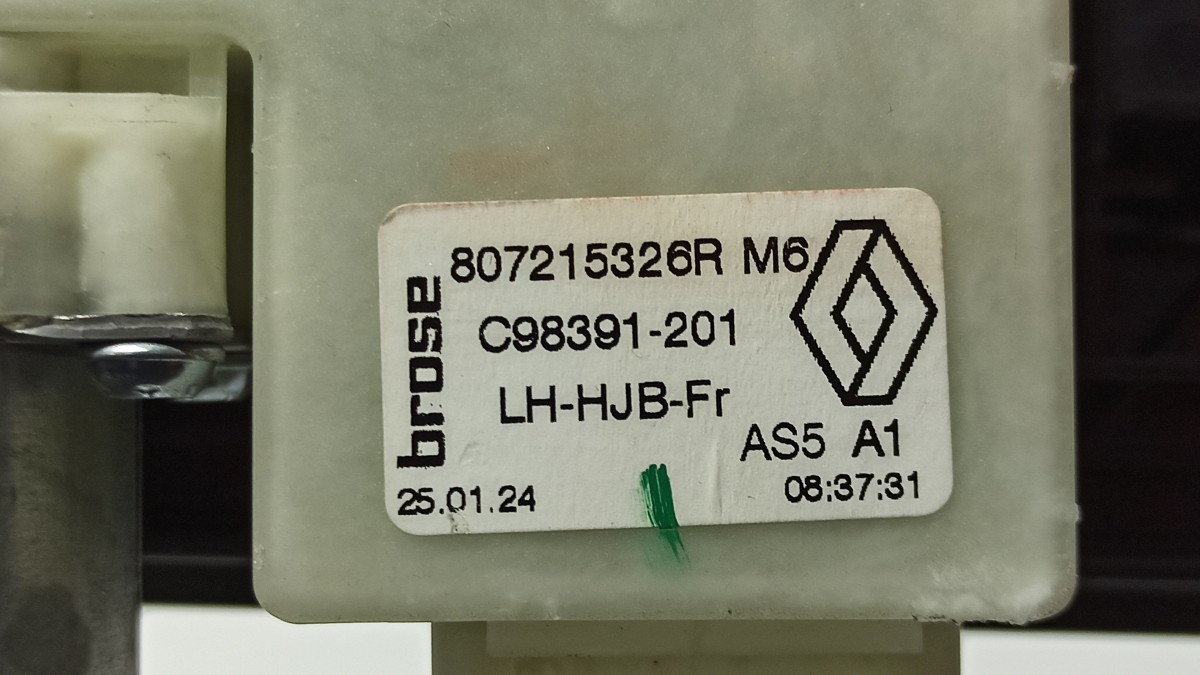 807215326R M6
brose
C98391-201
LH-HJB-Fr
AS5 A1
25.01.24
08:37:31